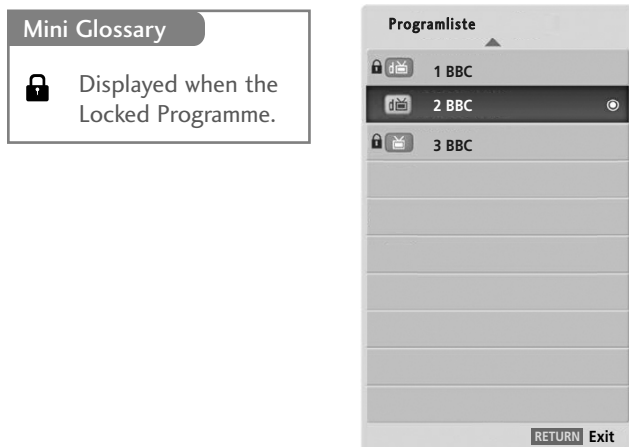 Mini Glossary
Displayed when the
Locked Programme.
Programliste
1 BBC
2 BBC
3 BBC
RETURN Exit